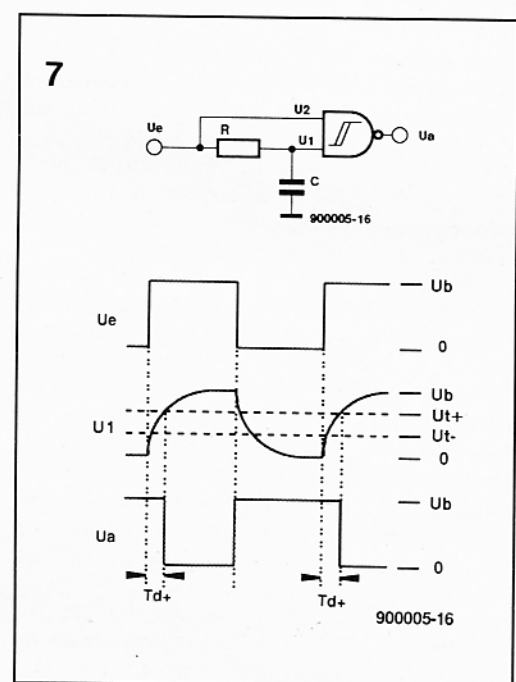 7
U2
Ue
R
U1
Ua
C
900005-16
Ub
Ue
0
Ub
Ut+
U1
Ut-
0
Ub
Ua
0
Td+
Td+
900005-16